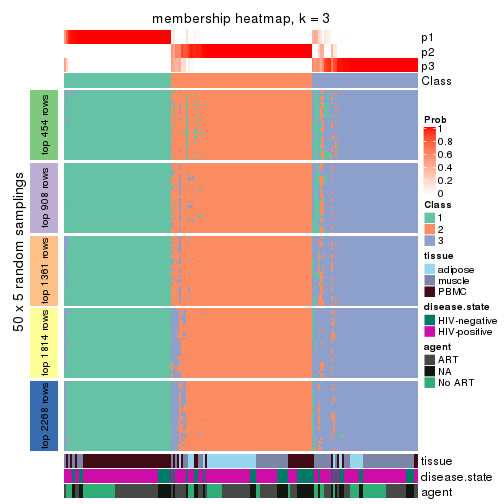 membership heatmap, k = 3
p1
p2
p3
Class
50 x 5 random samplings
top 454 rows
top 908 rows
top 1361 rows
top 1814 rows
top 2268 rows
tissue
disease.state
agent
Prob
1
0.8
0.6
0.4
0.2
0
Class
1
2
3
tissue
adipose
muscle
PBMC
disease.state
HIV-negative
HIV-positive
agent
ART
NA
No ART